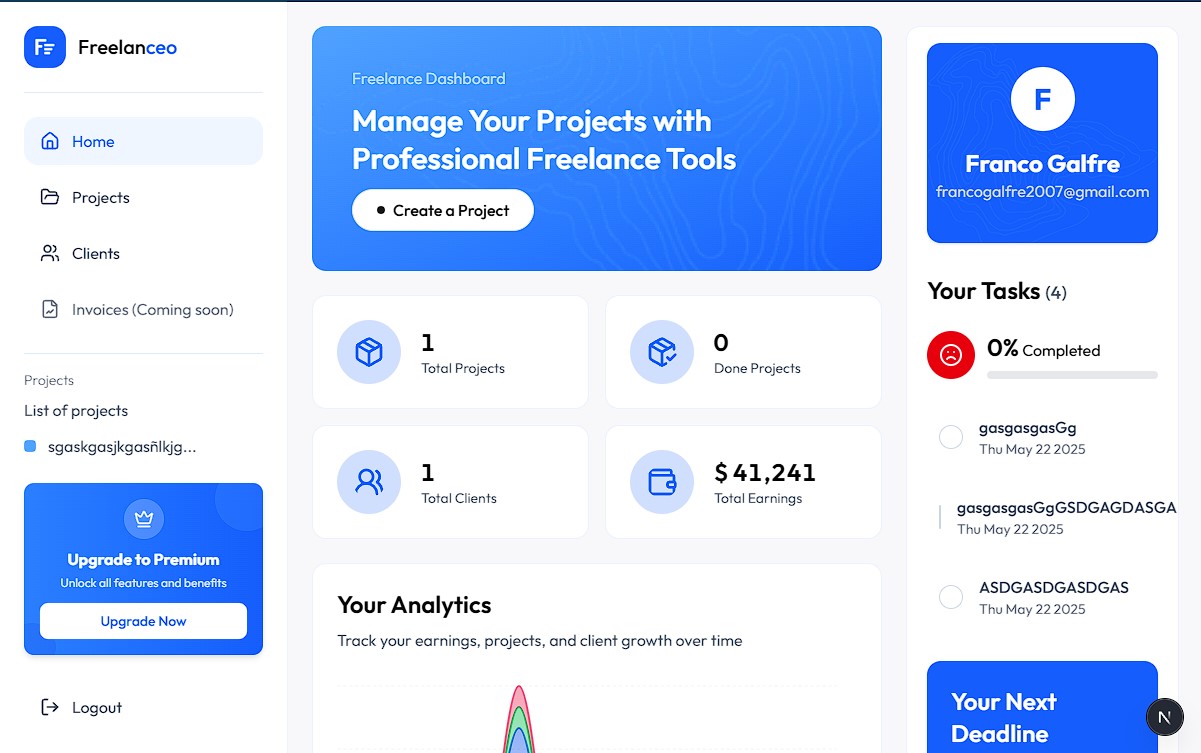 Freelanceo
Home
Projects
Clients
Invoices (Coming soon)
Projects
List of projects
sgaskgasjkgasñlkjg...
Upgrade to Premium
Unlock all features and benefits
Upgrade Now
Logout
Freelance Dashboard
Manage Your Projects with
Professional Freelance Tools
Create a Project
1
Total Projects
0
Done Projects
1
Total Clients
$ 41,241
Total Earnings
Your Analytics
Track your earnings, projects, and client growth over time
F
Franco Galfre
francogalfre2007@gmail.com
Your Tasks (4)
0% Completed
gasgasgasGg
Thu May 22 2025
gasgasgasGgGSDGAGDASGA
Thu May 22 2025
ASDGASDGASDGAS
Thu May 22 2025
Your Next
Deadline
N